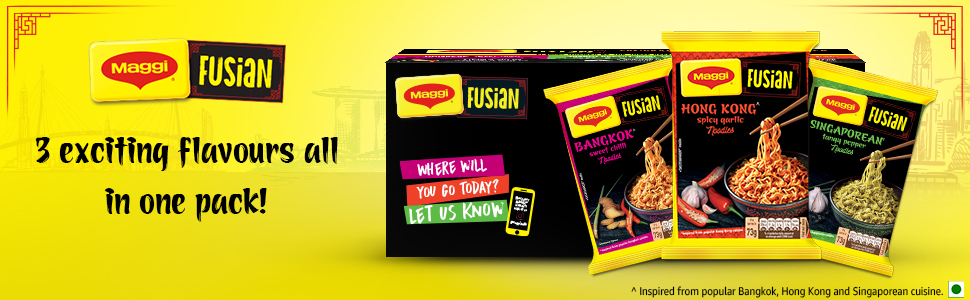 Maggi
FUSiAN
3 exciting flavours all
in one pack!
Maggi
FUSiAN
WHERE WILL
YOU GO TODAY?
LET US KNOW
Maggi
FUSiAN
BANGKOK^
sweet chilli
Noodles
Maggi
FUSiAN
HONG KONG^
spicy garlic
Noodles
Maggi
FUSiAN
SINGAPOREAN^
tangy pepper
Noodles
73g
^ Inspired from popular Bangkok, Hong Kong and Singaporean cuisine.